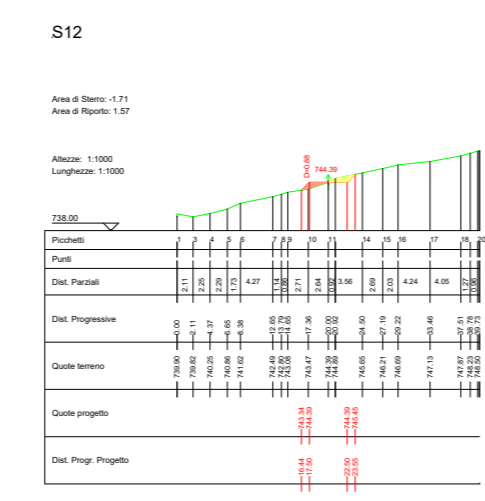 S12
Area di Sterro: -1.71
Area di Riporto: 1.57
Altezze: 1:1000
Lunghezze: 1:1000
D=0.88 744.39
738.00
Picchetti 1 3 4 5 6 7 8 9 10 11 14 15 16 17 18 20
Punti
Dist. Parziali 2.11 2.25 2.29 1.73 4.27 1.14 0.86 2.71 2.64 0.92 3.56 2.69 2.03 4.24 4.05 1.27 0.96
Dist. Progressive 0.00 2.11 4.37 6.65 8.38 12.65 13.79 14.65 17.36 20.00 20.92 24.50 27.19 29.22 33.46 37.51 38.78 39.73
Quote terreno 739.90 739.82 740.25 740.86 741.62 742.49 742.80 743.08 743.47 744.39 744.89 745.65 746.21 746.69 747.13 747.87 748.23 748.50
Quote progetto 743.34 744.39 744.39 745.45
Dist. Progr. Progetto 16.44 17.50 22.50 23.55